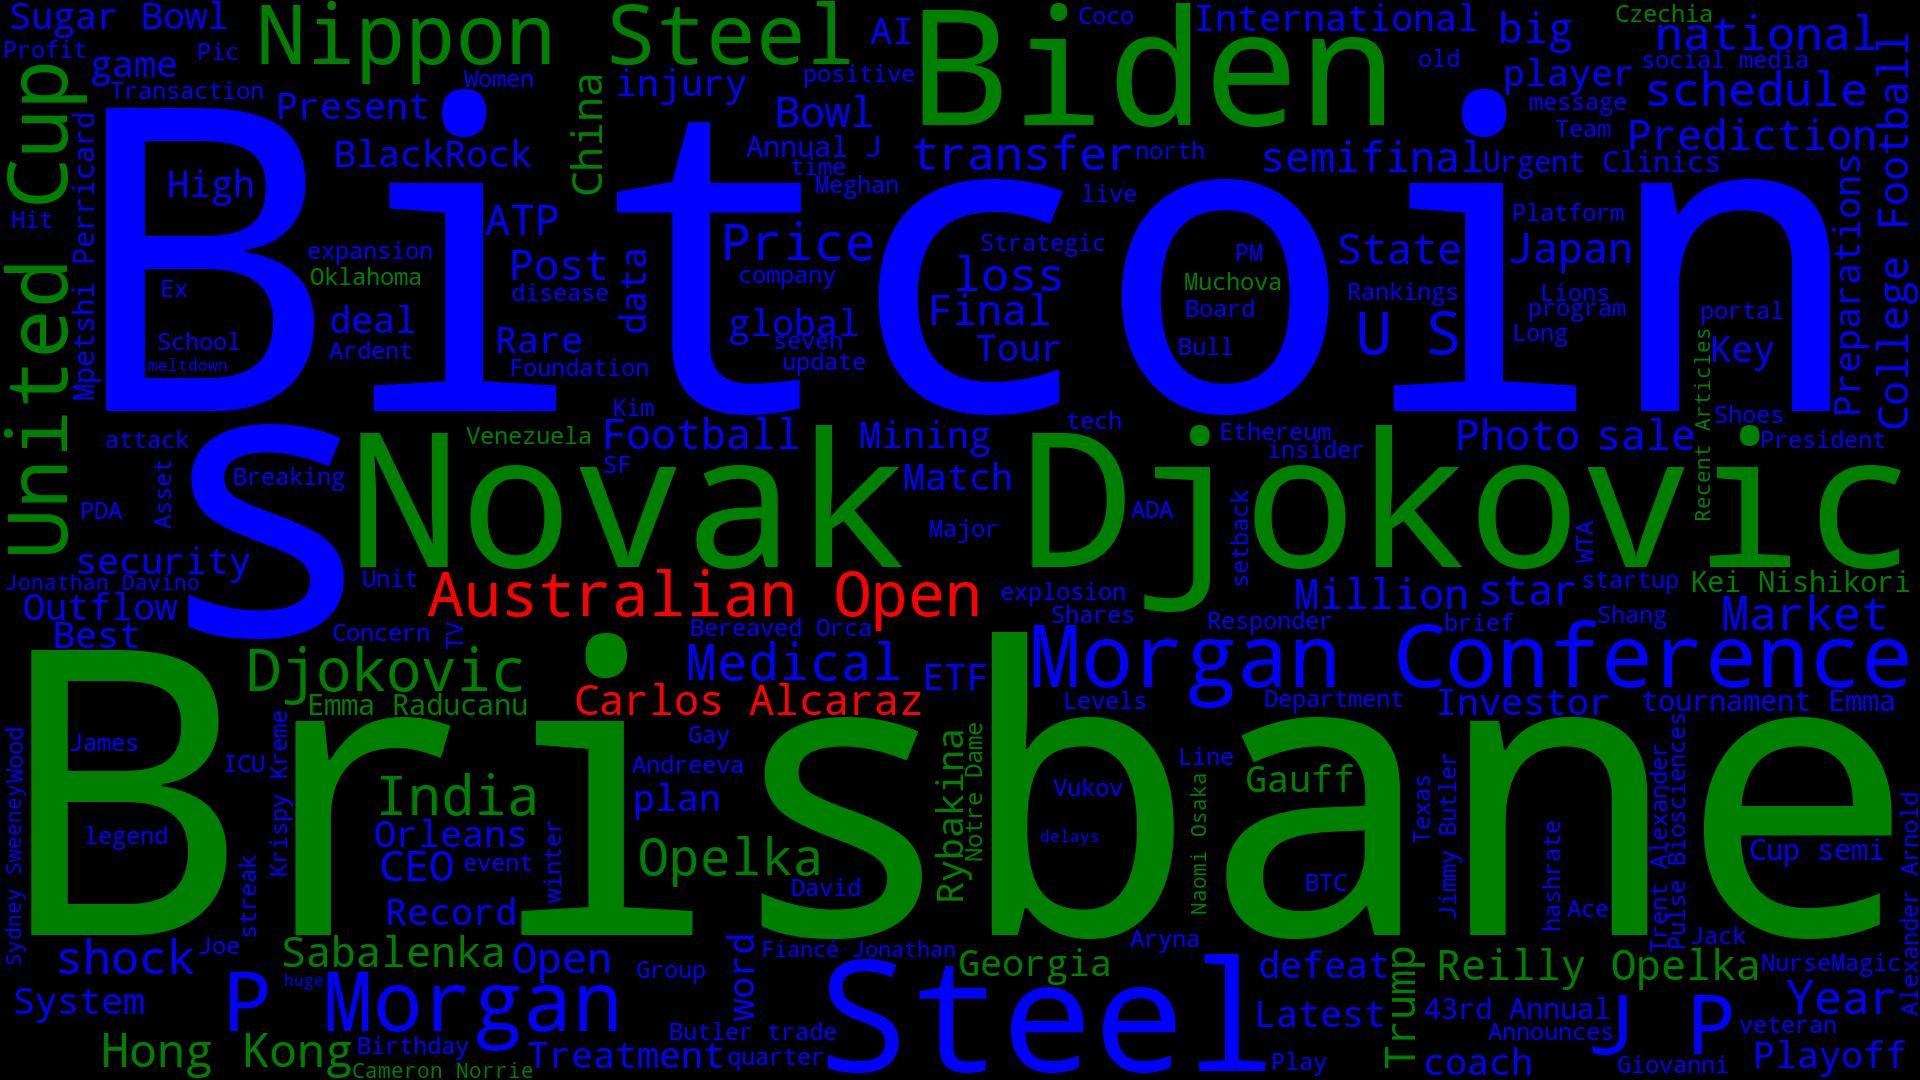 Sugar Bowl
Profit
Pic
game
Transaction
Nippon Steel
Women
AI
Biden
Coco
International
old
big
Czechia
national
social media
player
message
schedule
Team
Prediction
College Football
United Cup
Mpetshi Perricard
Hit
Present
BlackRock
China
injury
positive
Bowl
Annual J
time
Meghan
transfer
north
live
semifinal
Urgent Clinics
Preparations
Bitcoin
High
Ex
School
meltdown
expansion
Oklahoma
deal
Ardent
ATP
Post
disease
Rare
Foundation
data
Price
company
global
seven
update
Strategic
loss
Final
Tour
PM
Muchova
Board
Bull
State
Rankings
U S
Platform
Japan
Lions
program
Long
portal
Key
Shoes
Recent Articles
attack
PDA
Asset
Breaking
s
security
Jonathan Davino
Outflow
Best
Venezuela
Kim
Football
SF
Mining
Match
Major
tech
ADA
Ethereum
insider
setback
Photo sale
President
WTA
Novak Djokovic
Unit
Australian Open
explosion
Shares
Million
star
startup
Kei Nishikori
Concern
TV
Bereaved Orca
Responder
brief
Shang
Market
Djokovic
Emma Raducanu
Medical
Carlos Alcaraz
ETF
Morgan Conference
Levels
Department
Investor
tournament Emma
Brisbane
Sydney SweeneyWood
James
legend
ICU
streak
Krispy Kreme
India
Orleans
CEO
event
Record
winter
Gay
Andreeva
plan
Opelka
David
Rybakina
Notre Dame
Vukov
delays
Line
Naomi Osaka
Gauff
BTC
Texas
Jimmy Butler
hashrate
Ace
Trent Alexander
Pulse Biosciences
Cup semi
Alexander Arnold
shock
Joe
Sabalenka
huge
Open
Group
word
Fiancé Jonathan
Georgia
Aryna
defeat
Trump
Reilly Opelka
Jack
NurseMagic
System
P Morgan
Steel
Latest
43rd Annual
Announces
J P
Year
veteran
Hong Kong
Birthday
Cameron Norrie
Butler trade
Treatment
quarter
Play
coach
Giovanni
Playoff